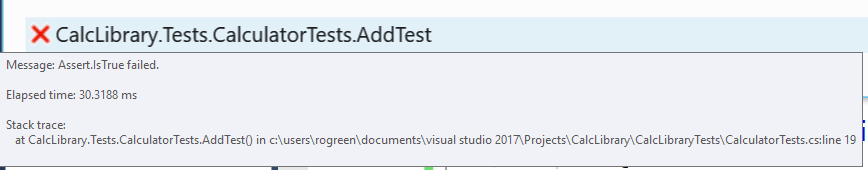 CalcLibrary.Tests.CalculatorTests.AddTest
Message: Assert.IsTrue failed.
Elapsed time: 30.3188 ms
Stack trace:
at CalcLibrary.Tests.CalculatorTests.AddTest() in c:\users\rogreen\documents\visual studio 2017\Projects\CalcLibrary\CalcLibraryTests\CalculatorTests.cs:line 19